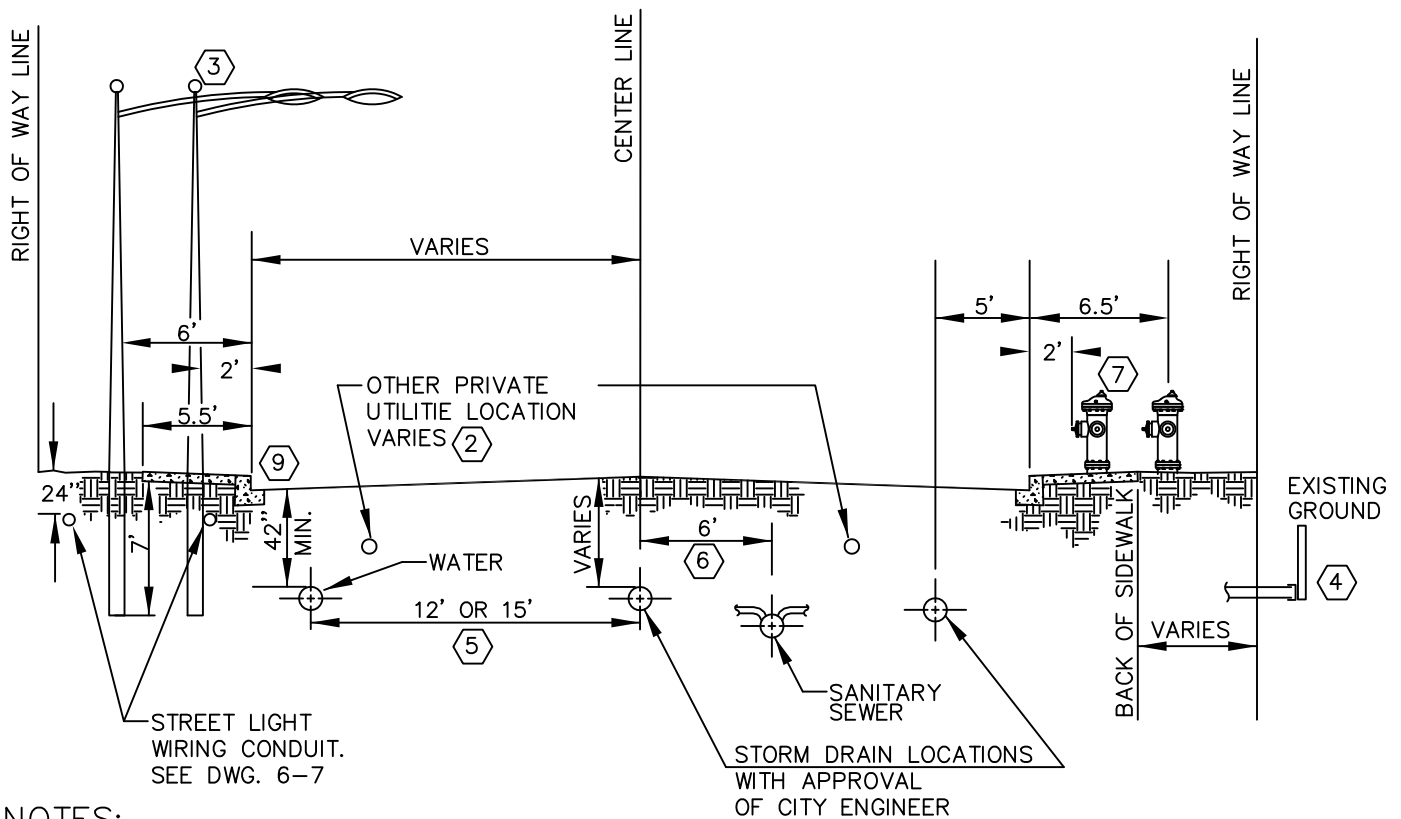 RIGHT OF WAY LINE
3
CENTER LINE
RIGHT OF WAY LINE
VARIES
6'
2'
5.5'
5'
6.5'
2'
7
OTHER PRIVATE
UTILITIE LOCATION
VARIES 2
9
24"
7'
42"
MIN.
WATER
VARIES
6'
6
12' OR 15'
5
EXISTING
GROUND
4
BACK OF SIDEWALK
VARIES
SANITARY
SEWER
STREET LIGHT
WIRING CONDUIT.
SEE DWG. 6-7
STORM DRAIN LOCATIONS
WITH APPROVAL
OF CITY ENGINEER
NOTES: